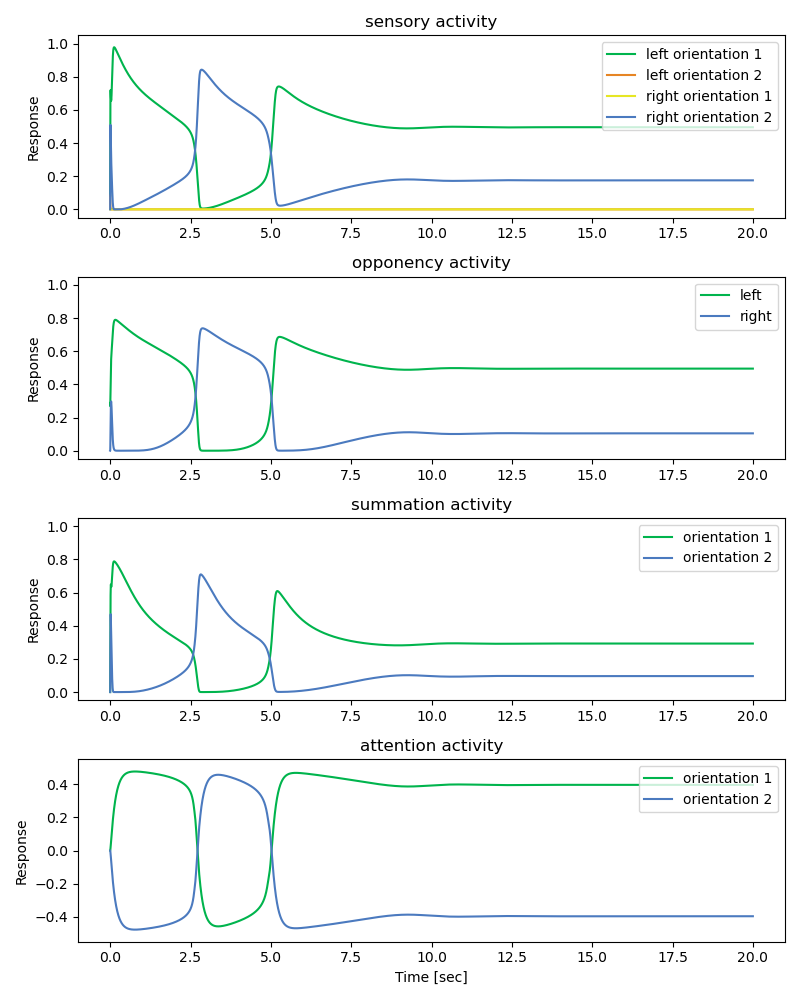 sensory activity
1.0
0.8
0.6
0.4
0.2
0.0
Response
left orientation 1
left orientation 2
right orientation 1
right orientation 2
0.0 2.5 5.0 7.5 10.0 12.5 15.0 17.5 20.0
opponency activity
1.0
0.8
0.6
0.4
0.2
0.0
Response
left
right
0.0 2.5 5.0 7.5 10.0 12.5 15.0 17.5 20.0
summation activity
1.0
0.8
0.6
0.4
0.2
0.0
Response
orientation 1
orientation 2
0.0 2.5 5.0 7.5 10.0 12.5 15.0 17.5 20.0
attention activity
0.4
0.2
0.0
−0.2
−0.4
Response
orientation 1
orientation 2
0.0 2.5 5.0 7.5 10.0 12.5 15.0 17.5 20.0
Time [sec]